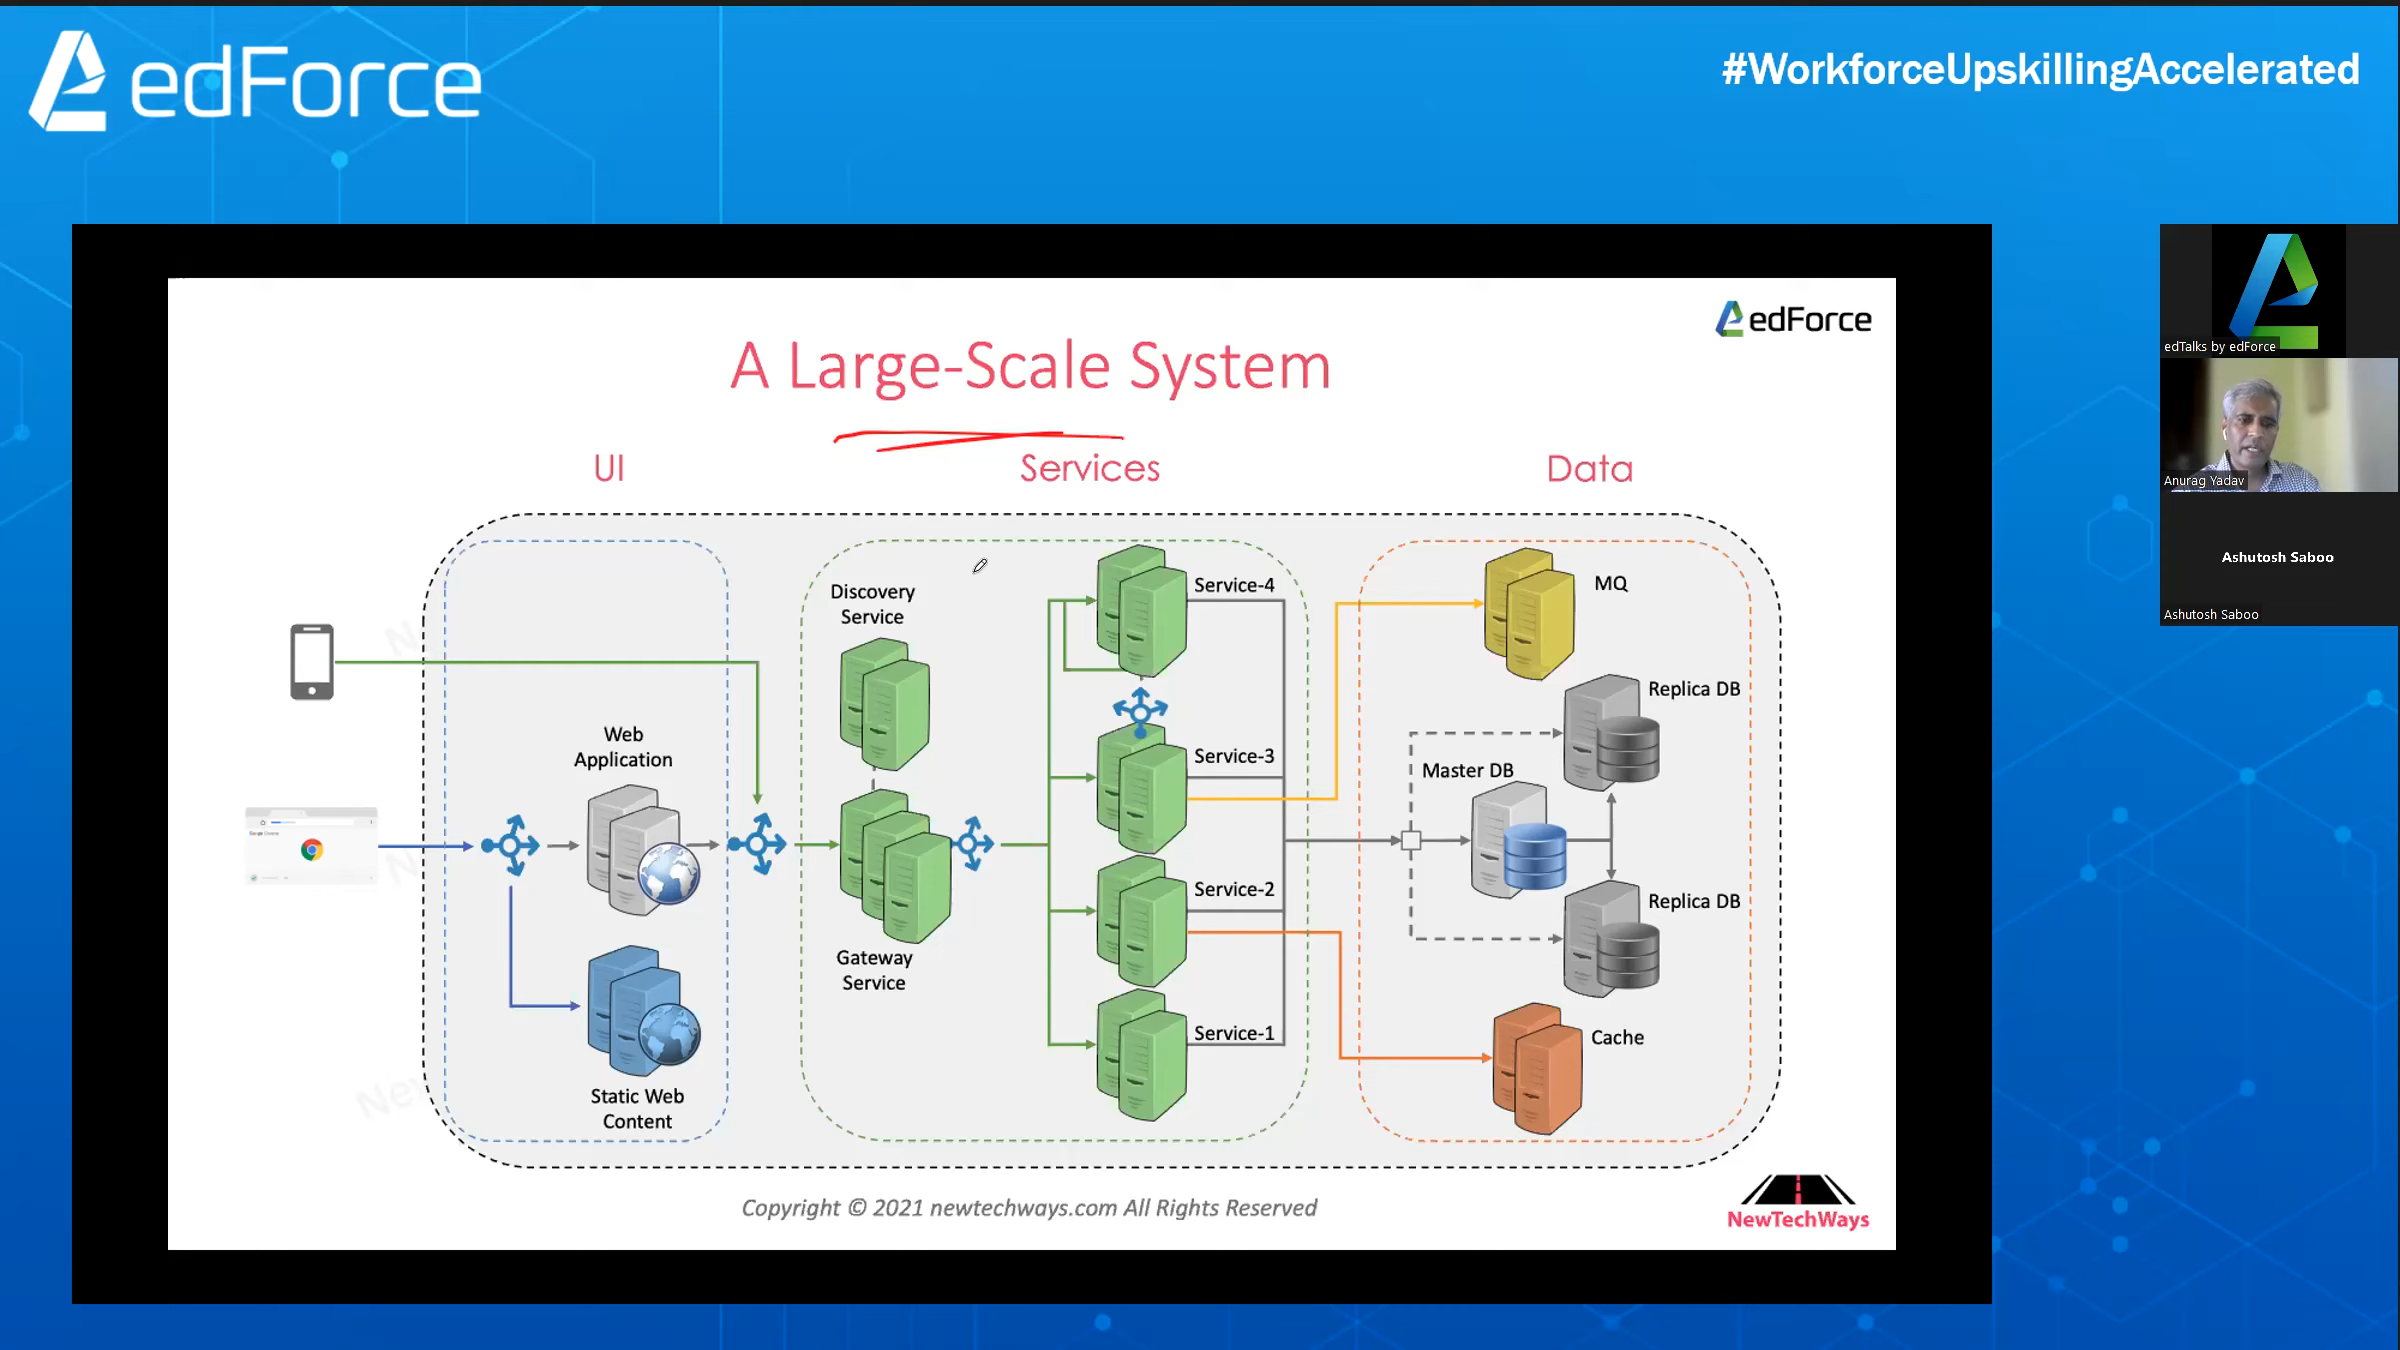 edForce
#WorkforceUpskillingAccelerated
edForce
A Large-Scale System
UI
Services
Data
Discovery
Service
Service-4
MQ
Replica DB
Web
Application
Service-3
Master DB
Service-2
Replica DB
Gateway
Service
Service-1
Cache
Static Web
Content
Copyright © 2021 newtechways.com All Rights Reserved
NewTechWays
edTalks by edForce
Anurag Yadav
Ashutosh Saboo
Ashutosh Saboo